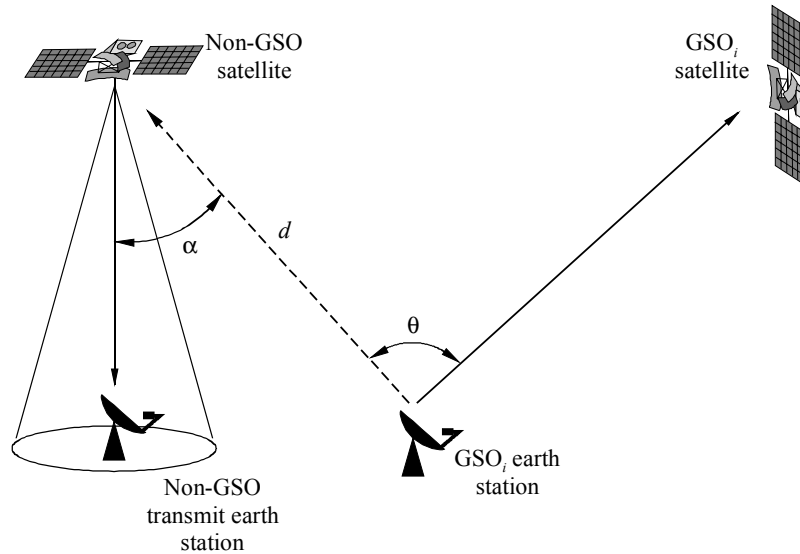 Non-GSO
satellite
GSOᵢ
satellite
α
d
θ
GSOᵢ earth
station
Non-GSO
transmit earth
station